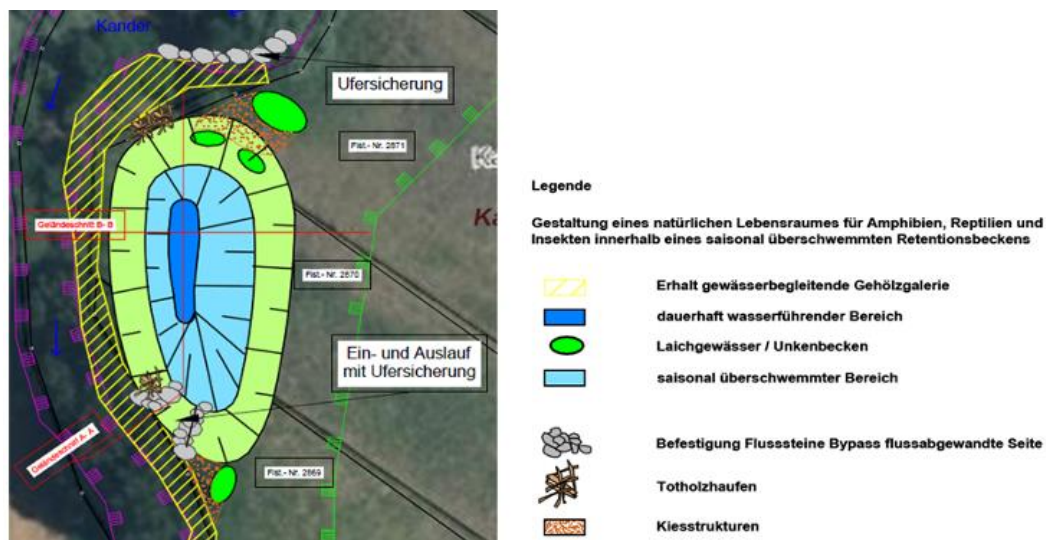 Kander
Ufersicherung
Flst.- Nr. 2871
Ka
Geländeschnitt B- B
Ka
Flst.- Nr. 2870
Ein- und Auslauf
mit Ufersicherung
Geländeschnitt A- A
Flst.- Nr. 2869
Legende
Gestaltung eines natürlichen Lebensraumes für Amphibien, Reptilien und
Insekten innerhalb eines saisonal überschwemmten Retentionsbeckens
Erhalt gewässerbegleitende Gehölzgalerie
dauerhaft wasserführender Bereich
Laichgewässer / Unkenbecken
saisonal überschwemmter Bereich
Befestigung Flusssteine Bypass flussabgewandte Seite
Totholzhaufen
Kiesstrukturen